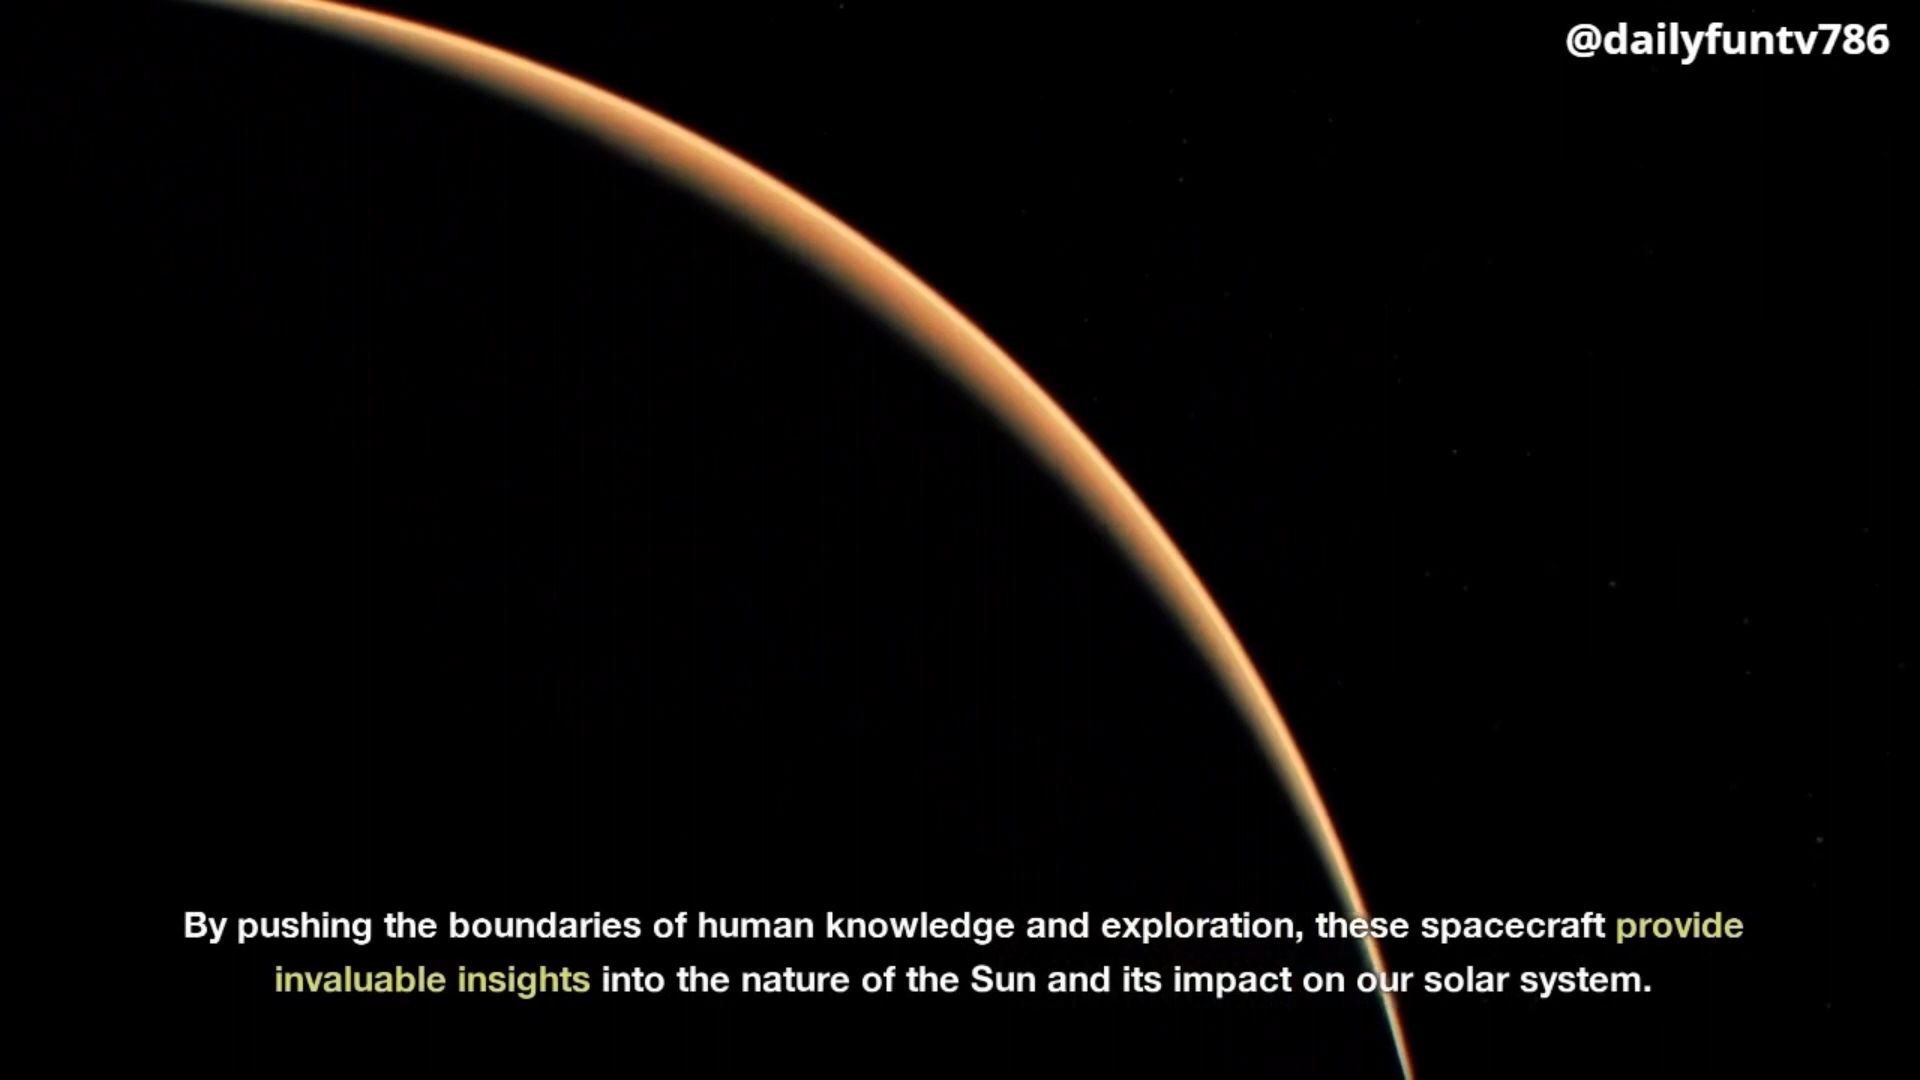 @dailyfuntv786
By pushing the boundaries of human knowledge and exploration, these spacecraft provide
invaluable insights into the nature of the Sun and its impact on our solar system.